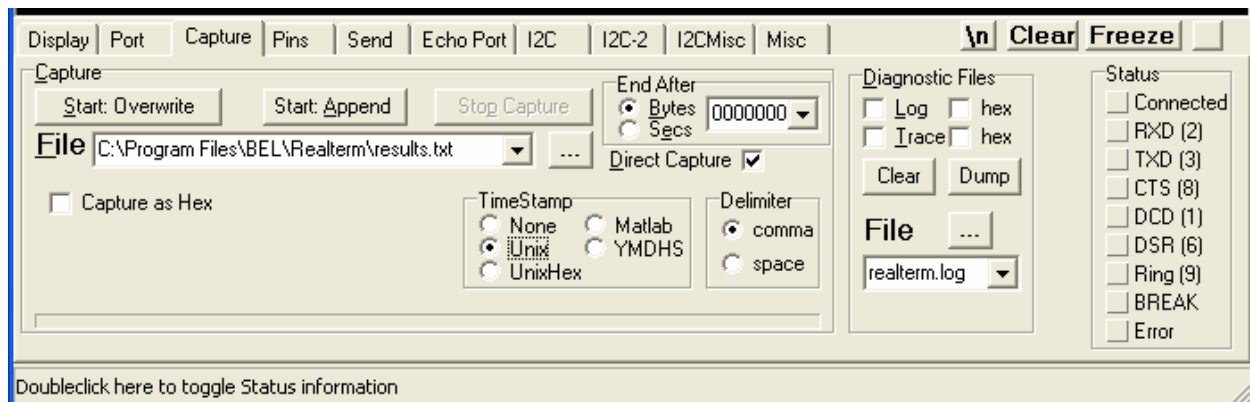 Display Port Capture Pins Send Echo Port I2C I2C-2 I2CMisc Misc \n Clear Freeze
Capture
Start: Overwrite Start: Append Stop Capture
End After
Bytes 0000000
Secs
File C:\Program Files\BEL\Realterm\results.txt ...
Direct Capture
Capture as Hex
TimeStamp
None Matlab
Unix YMDHS
UnixHex
Delimiter
comma
space
Diagnostic Files
Log hex
Trace hex
Clear Dump
File ...
realterm.log
Status
Connected
RXD (2)
TXD (3)
CTS (8)
DCD (1)
DSR (6)
Ring (9)
BREAK
Error
Doubleclick here to toggle Status information